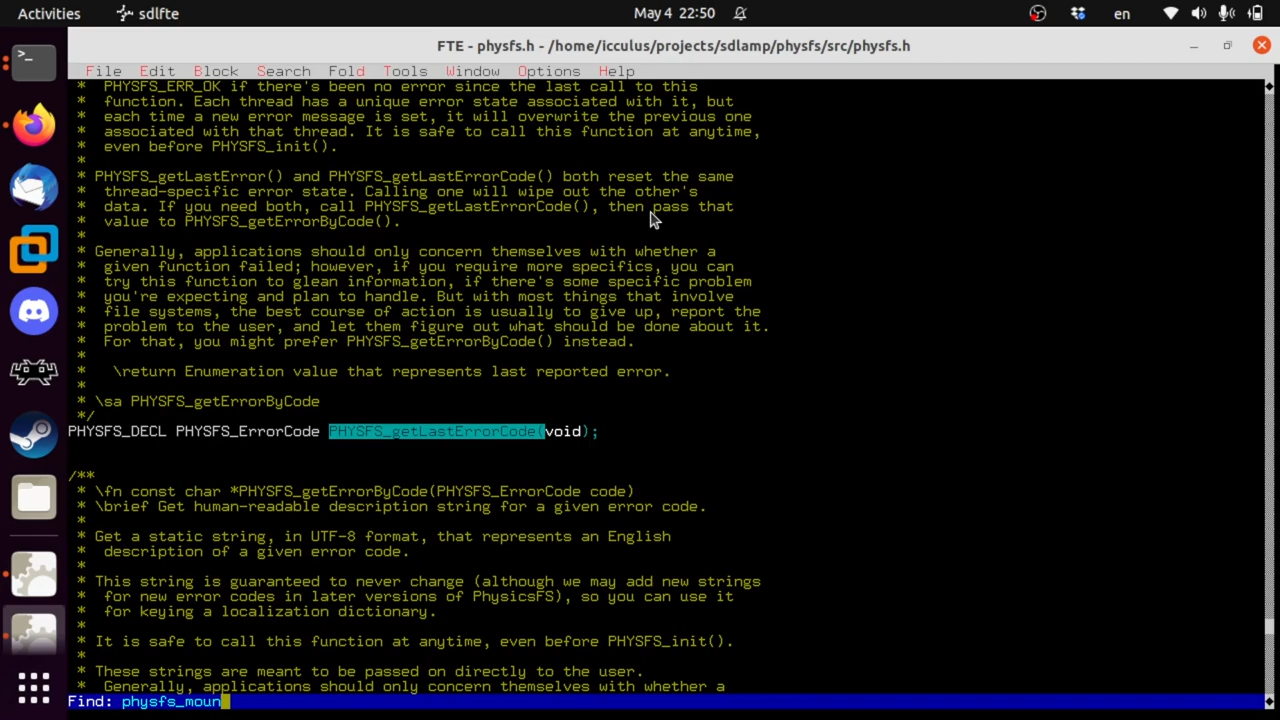 Activities
sdlfte
May 4 22:50
en
FTE - physfs.h - /home/icculus/projects/sdlamp/physfs/src/physfs.h
File Edit Block Search Fold Tools Window Options Help
* PHYSFS_ERR_OK if there's been no error since the last call to this
* function. Each thread has a unique error state associated with it, but
* each time a new error message is set, it will overwrite the previous one
* associated with that thread. It is safe to call this function at anytime,
* even before PHYSFS_init().
*
* PHYSFS_getLastError() and PHYSFS_getLastErrorCode() both reset the same
* thread-specific error state. Calling one will wipe out the other's
* data. If you need both, call PHYSFS_getLastErrorCode(), then pass that
* value to PHYSFS_getErrorByCode().
*
* Generally, applications should only concern themselves with whether a
* given function failed; however, if you require more specifics, you can
* try this function to glean information, if there's some specific problem
* you're expecting and plan to handle. But with most things that involve
* file systems, the best course of action is usually to give up, report the
* problem to the user, and let them figure out what should be done about it.
* For that, you might prefer PHYSFS_getErrorByCode() instead.
*
* \return Enumeration value that represents last reported error.
*
* \sa PHYSFS_getErrorByCode
*/
PHYSFS_DECL PHYSFS_ErrorCode PHYSFS_getLastErrorCode(void);
/**
* \fn const char *PHYSFS_getErrorByCode(PHYSFS_ErrorCode code)
* \brief Get human-readable description string for a given error code.
*
* Get a static string, in UTF-8 format, that represents an English
* description of a given error code.
*
* This string is guaranteed to never change (although we may add new strings
* for new error codes in later versions of PhysicsFS), so you can use it
* for keying a localization dictionary.
*
* It is safe to call this function at anytime, even before PHYSFS_init().
*
* These strings are meant to be passed on directly to the user.
* Generally, applications should only concern themselves with whether a
Find: physfs_moun